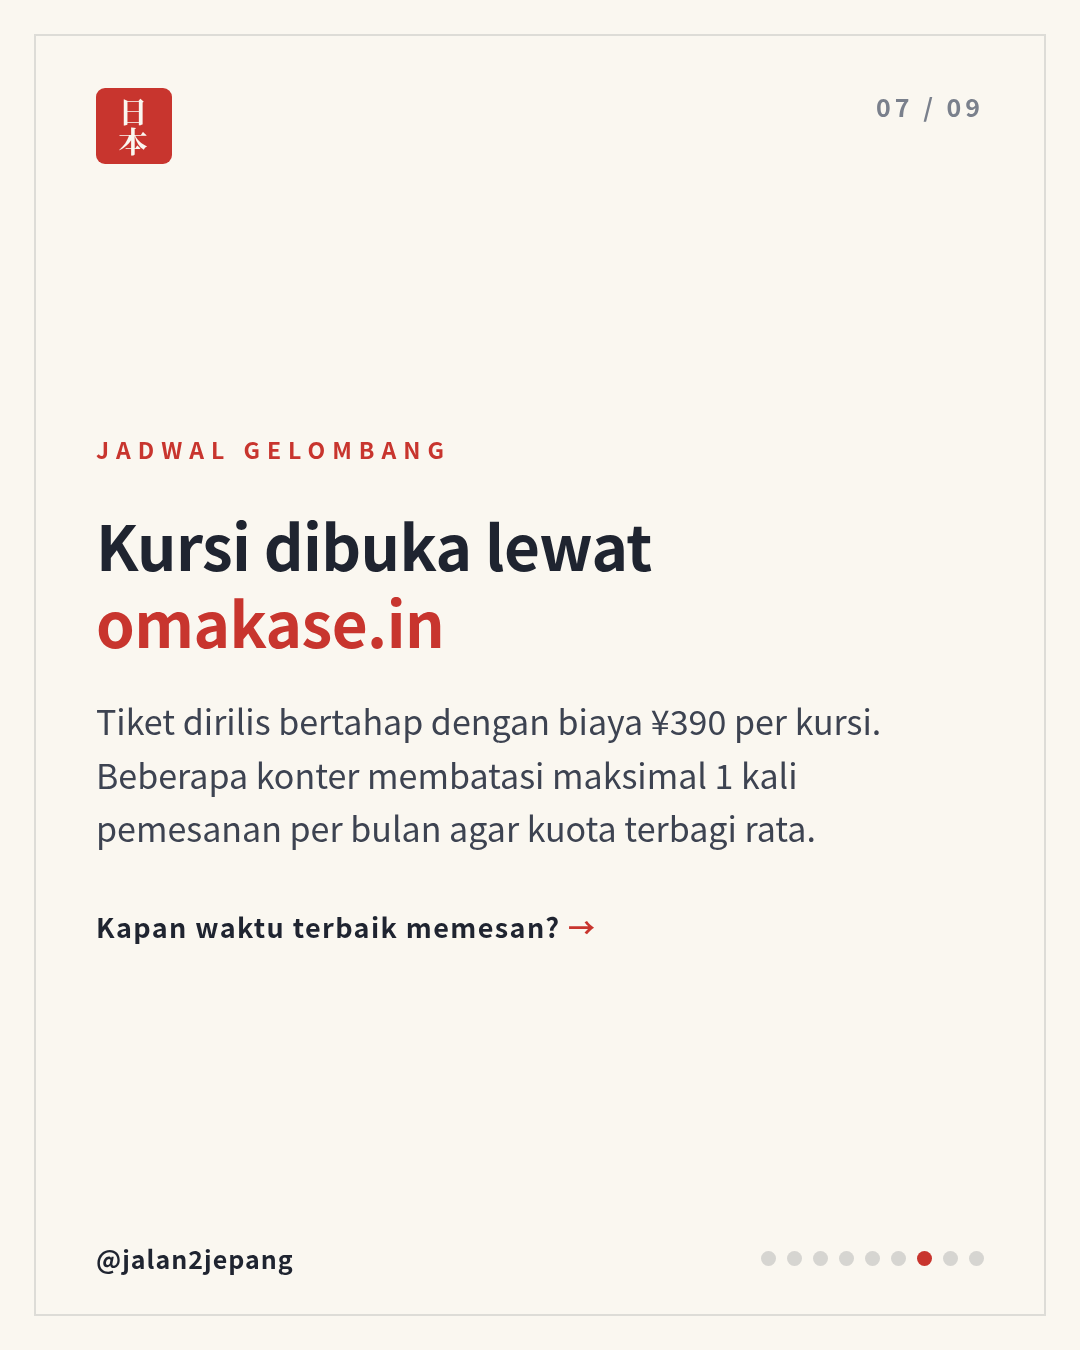 日
本
07 / 09
JADWAL GELOMBANG
Kursi dibuka lewat
omakase.in
Tiket dirilis bertahap dengan biaya ¥390 per kursi.
Beberapa konter membatasi maksimal 1 kali
pemesanan per bulan agar kuota terbagi rata.
Kapan waktu terbaik memesan? →
@jalan2jepang